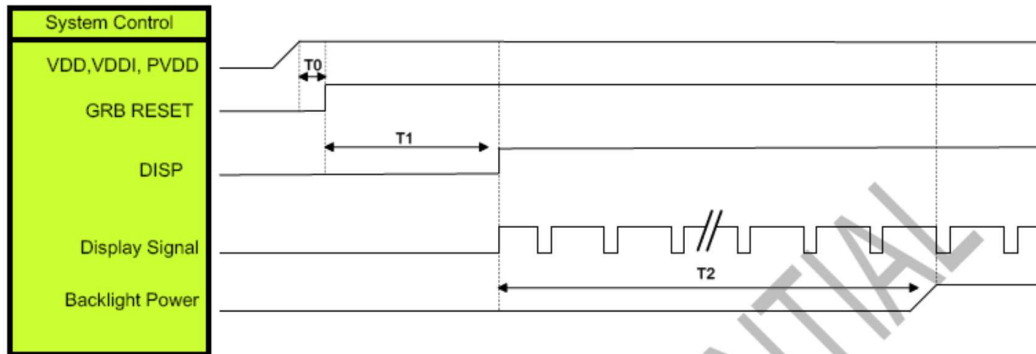 System Control
VDD,VDDI, PVDD
T0
GRB RESET
T1
DISP
Display Signal
T2
Backlight Power